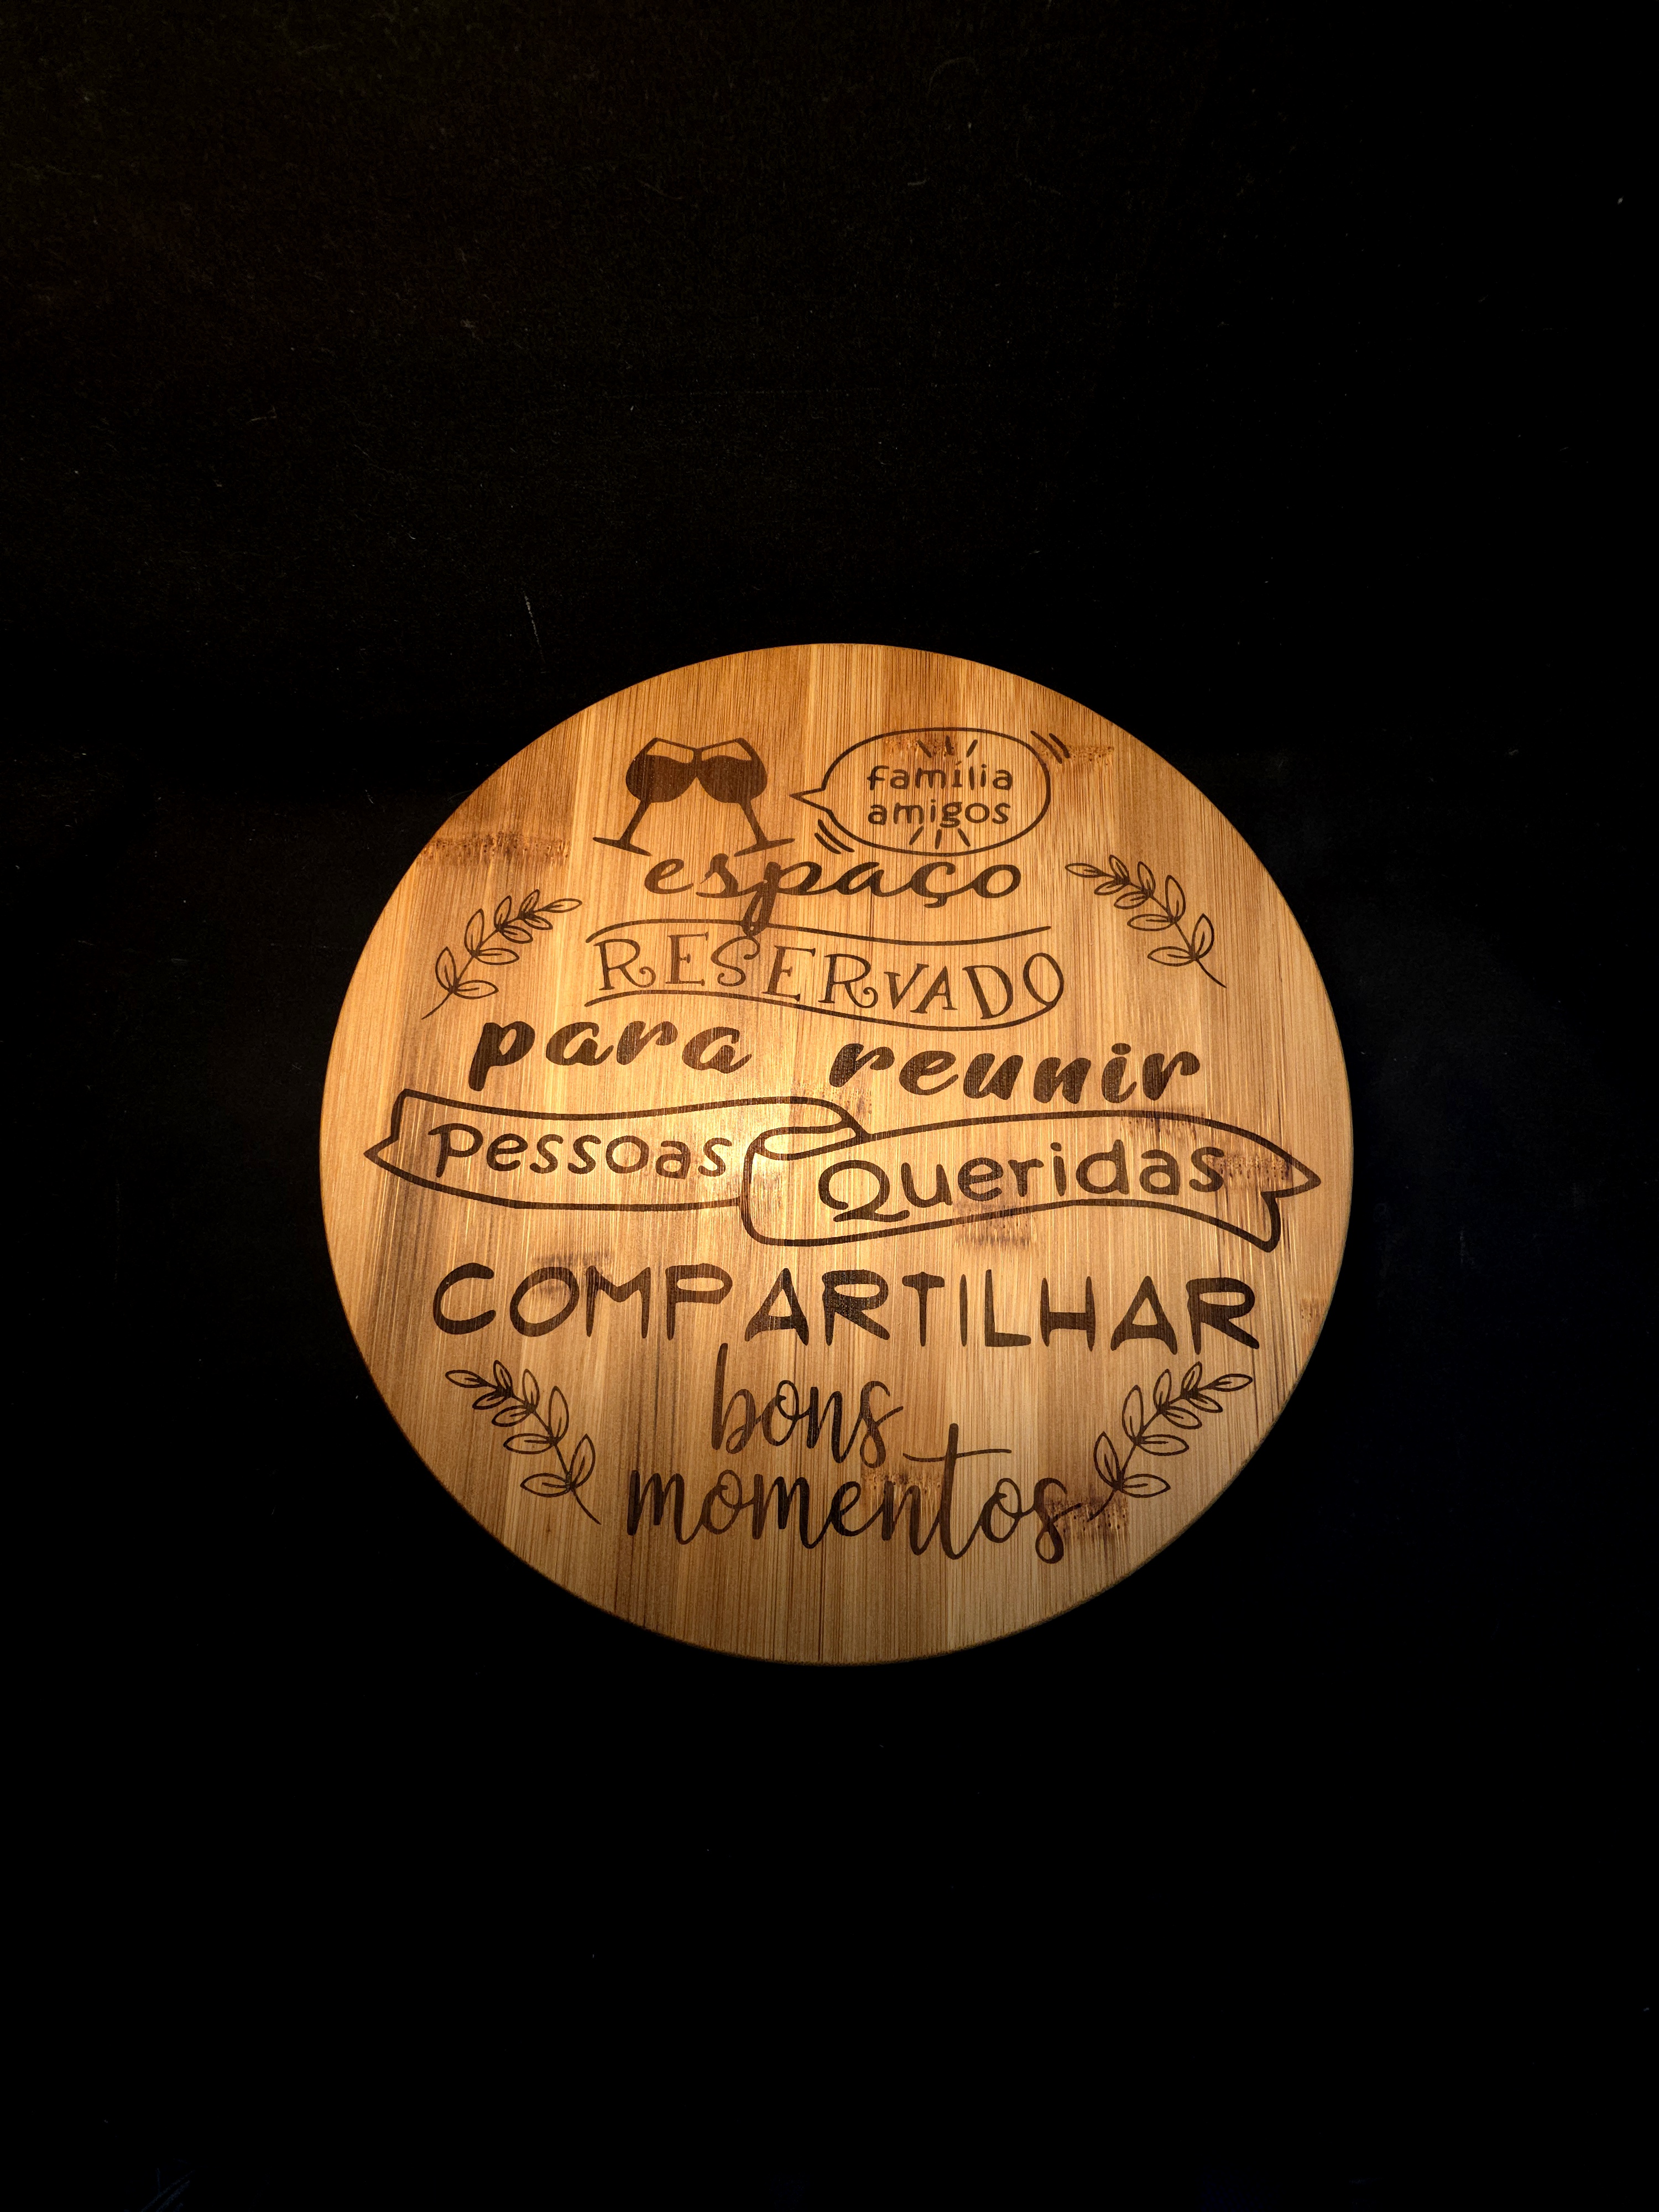 família
amigos
espaço
RESERVADO
para reunir
Pessoas Queridas
COMPARTILHAR
bons
momentos